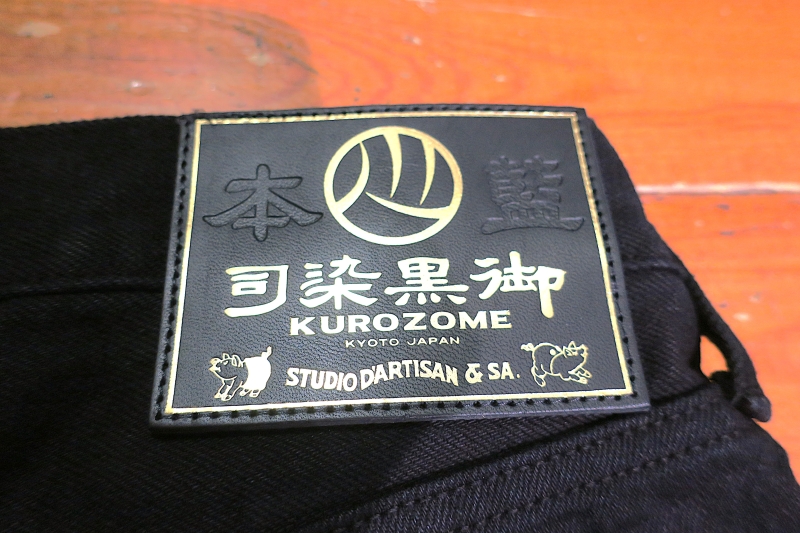 本 藍
司染黒御
KUROZOME
KYOTO JAPAN
STUDIO D'ARTISAN & SA.